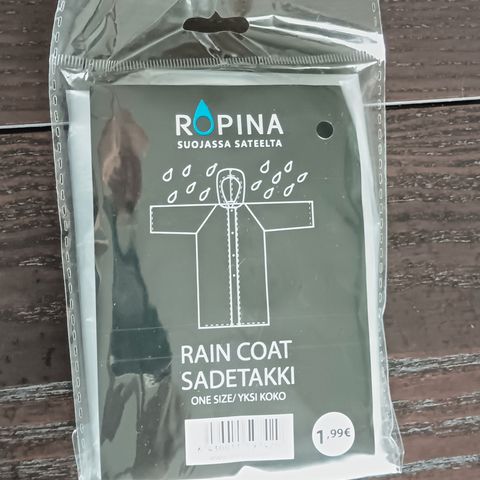 ROPINA
SUOJASSA SATEELTA
RAIN COAT
SADETAKKI
ONE SIZE/ YKSI KOKO
1,99€